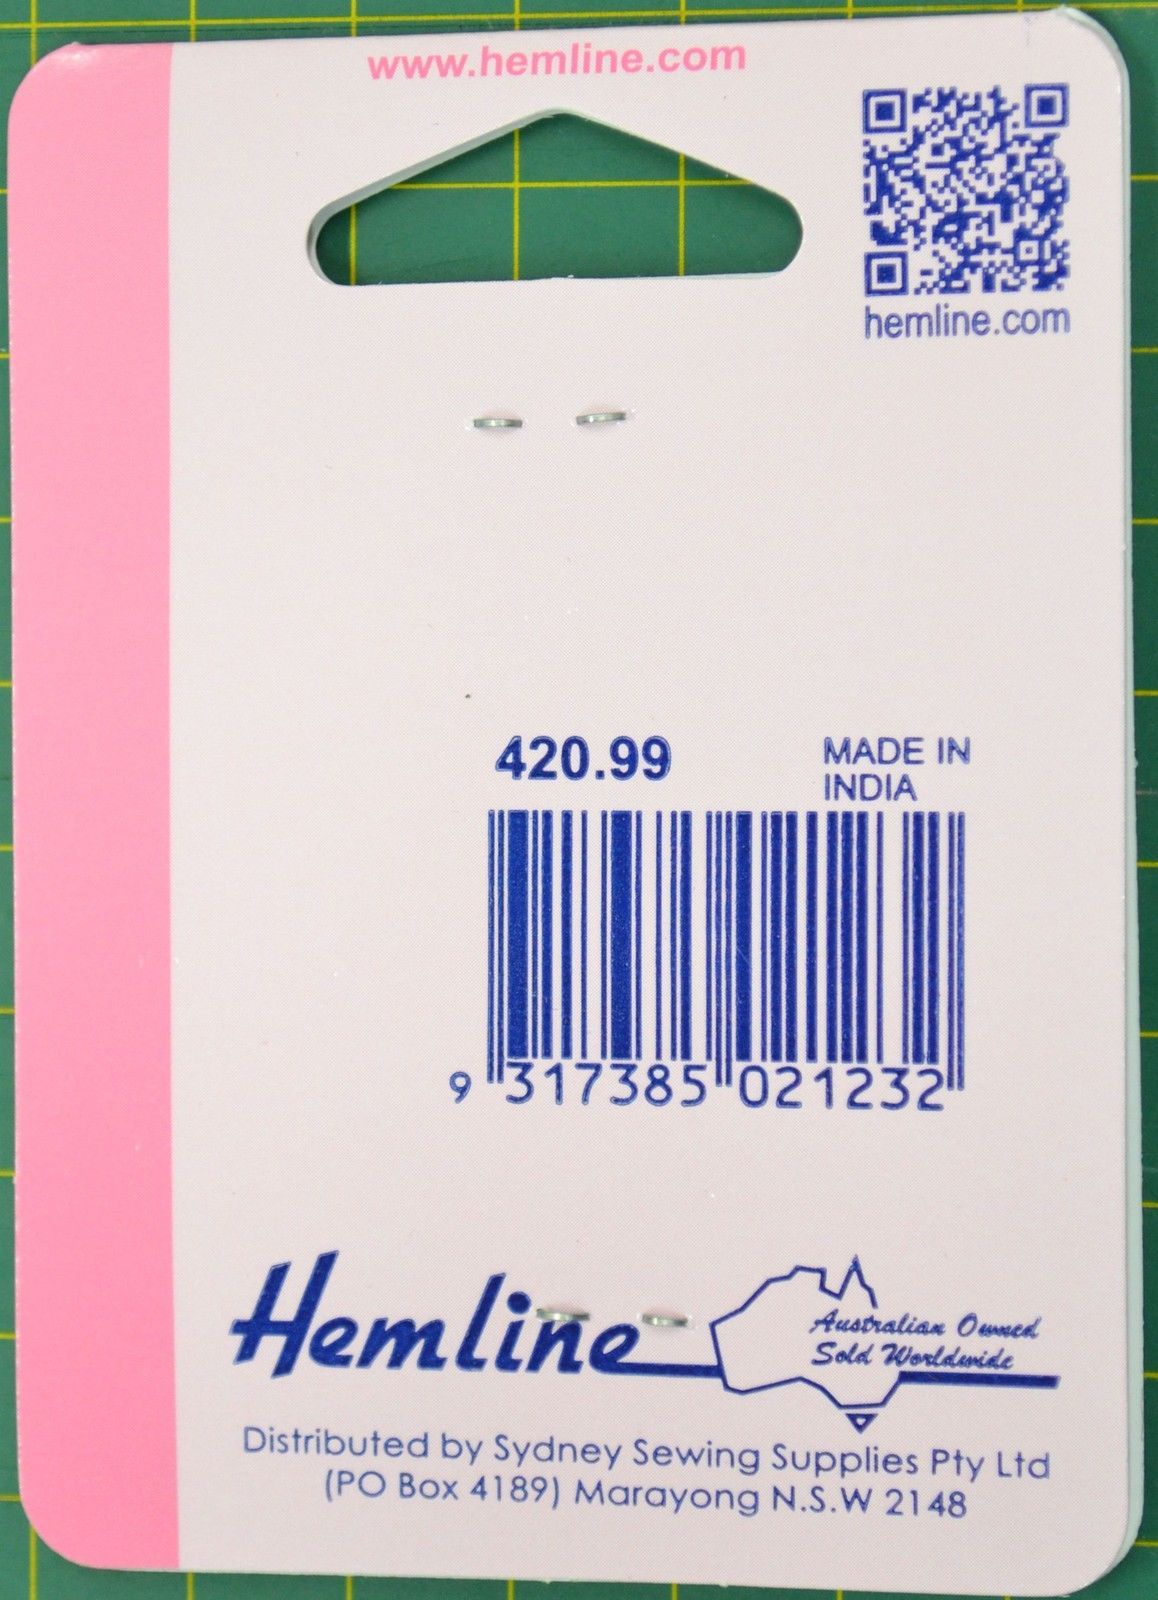 www.hemline.com
hemline.com
420.99
MADE IN
INDIA
9 317385 021232
Hemline
Australian Owned
Sold Worldwide
Distributed by Sydney Sewing Supplies Pty Ltd
(PO Box 4189) Marayong N.S.W 2148